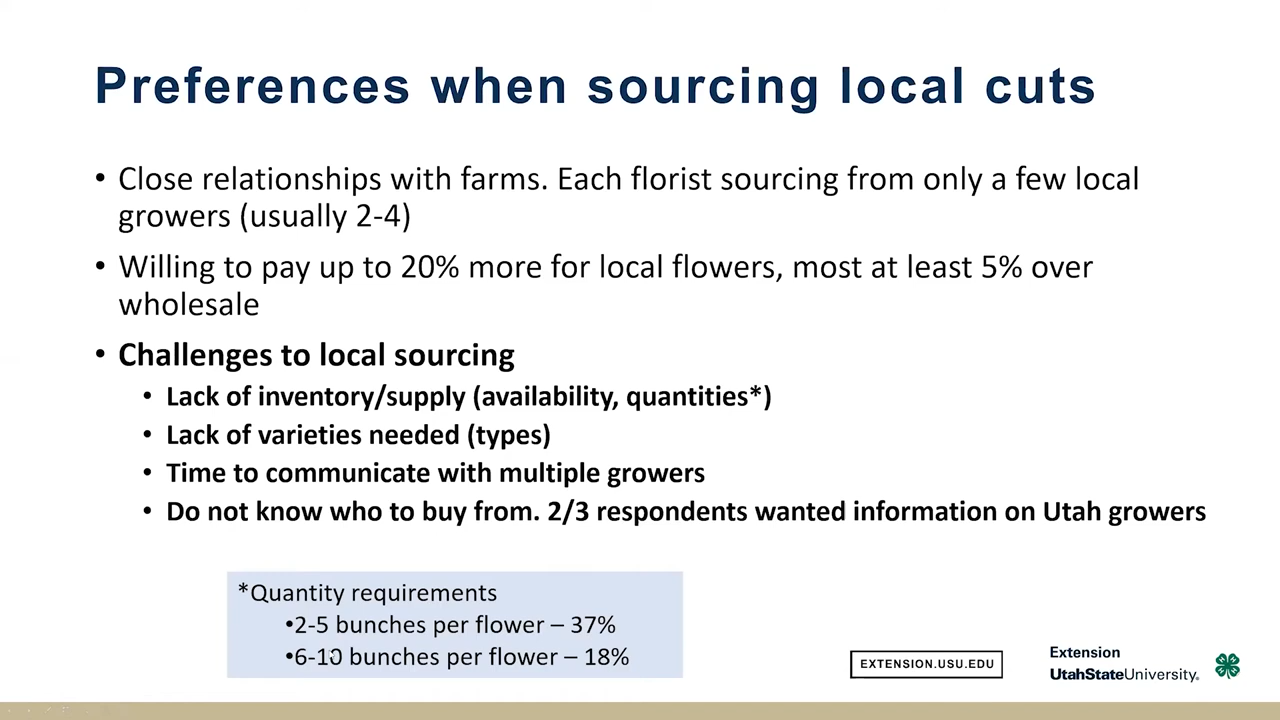 Preferences when sourcing local cuts
• Close relationships with farms. Each florist sourcing from only a few local
growers (usually 2-4)
• Willing to pay up to 20% more for local flowers, most at least 5% over
wholesale
• Challenges to local sourcing
• Lack of inventory/supply (availability, quantities*)
• Lack of varieties needed (types)
• Time to communicate with multiple growers
• Do not know who to buy from. 2/3 respondents wanted information on Utah growers
*Quantity requirements
•2-5 bunches per flower – 37%
•6-10 bunches per flower – 18%
EXTENSION.USU.EDU
Extension
UtahStateUniversity.